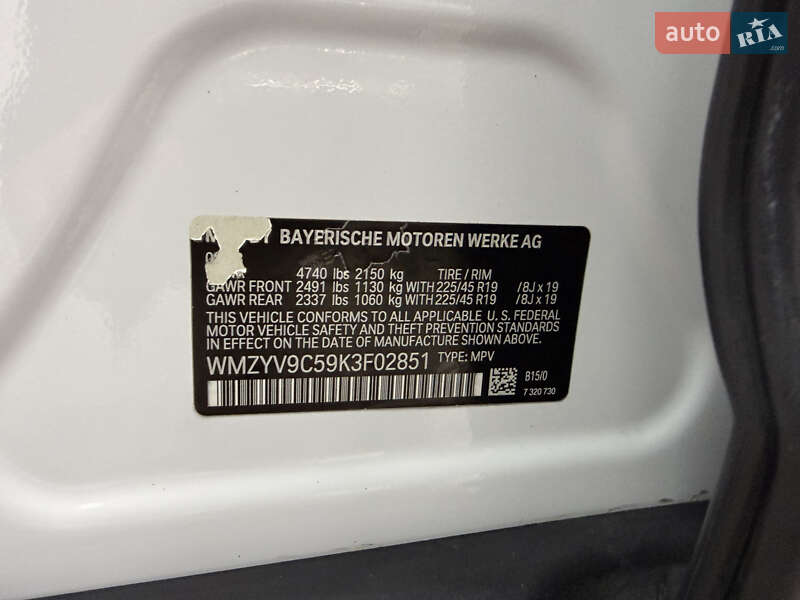 auto RIA .com
BAYERISCHE MOTOREN WERKE AG
4740 lbs 2150 kg TIRE / RIM
GAWR FRONT 2491 lbs 1130 kg WITH 225/45 R19 /8J x 19
GAWR REAR 2337 lbs 1060 kg WITH 225/45 R19 /8J x 19
THIS VEHICLE CONFORMS TO ALL APPLICABLE U. S. FEDERAL
MOTOR VEHICLE SAFETY AND THEFT PREVENTION STANDARDS
IN EFFECT ON THE DATE OF MANUFACTURE SHOWN ABOVE.
WMZYV9C59K3F02851 TYPE: MPV
B15/0
7 320 730